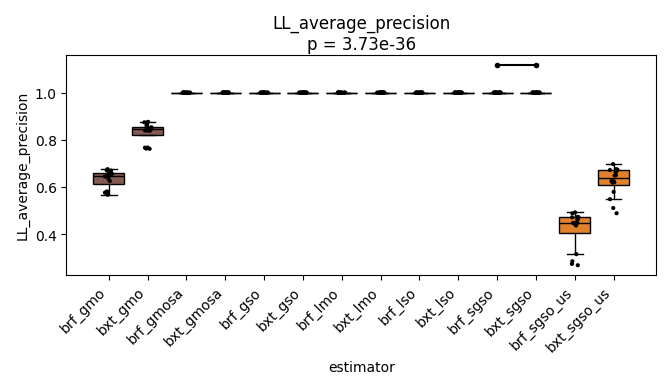 LL_average_precision
p = 3.73e-36
LL_average_precision
1.0
0.8
0.6
0.4
brf_gmo
bxt_gmo
brf_gmosa
bxt_gmosa
brf_gso
bxt_gso
brf_lmo
bxt_lmo
brf_lso
bxt_lso
brf_sgso
bxt_sgso
brf_sgso_us
bxt_sgso_us
estimator